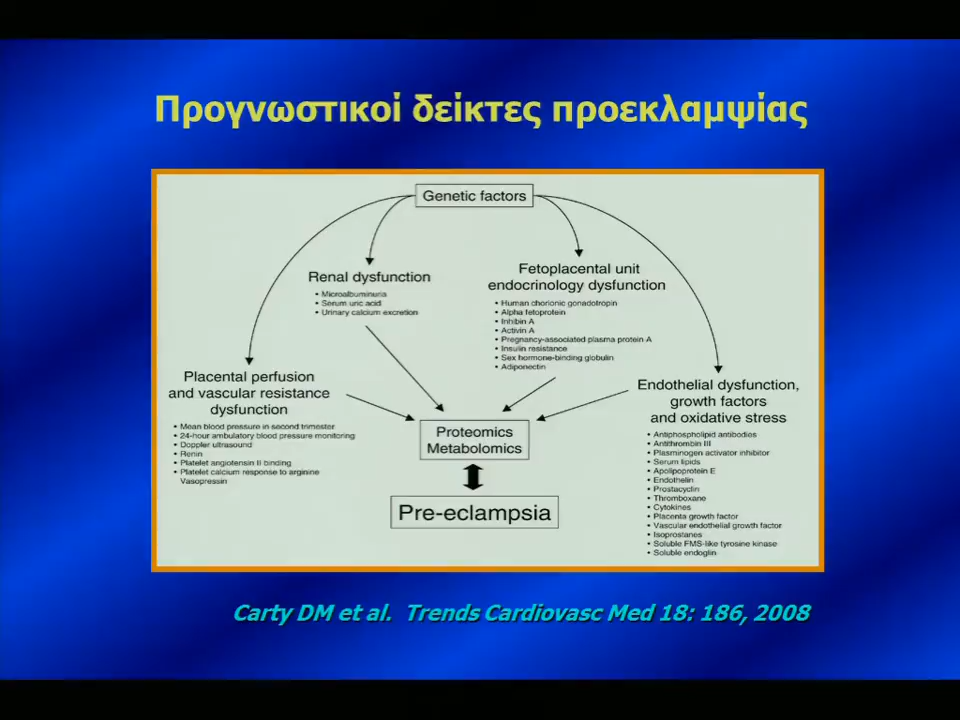 Προγνωστικοί δείκτες προεκλαμψίας
Genetic factors
Renal dysfunction
• Microalbuminuria
• Serum uric acid
• Urinary calcium excretion
Fetoplacental unit
endocrinology dysfunction
• Human chorionic gonadotropin
• Alpha fetoprotein
• Inhibin A
• Activin A
• Pregnancy-associated plasma protein A
• Insulin resistance
• Sex hormone-binding globulin
• Adiponectin
Placental perfusion
and vascular resistance
dysfunction
• Mean blood pressure in second trimester
• 24-hour ambulatory blood pressure monitoring
• Doppler ultrasound
• Renin
• Platelet angiotensin II binding
• Platelet calcium response to arginine
Vasopressin
Endothelial dysfunction,
growth factors
and oxidative stress
• Antiphospholipid antibodies
• Antithrombin III
• Plasminogen activator inhibitor
• Serum lipids
• Apolipoprotein E
• Endothelin
• Prostacyclin
• Thromboxane
• Cytokines
• Placenta growth factor
• Vascular endothelial growth factor
• Isoprostanes
• Soluble FMS-like tyrosine kinase
• Soluble endoglin
Proteomics
Metabolomics
Pre-eclampsia
Carty DM et al. Trends Cardiovasc Med 18: 186, 2008